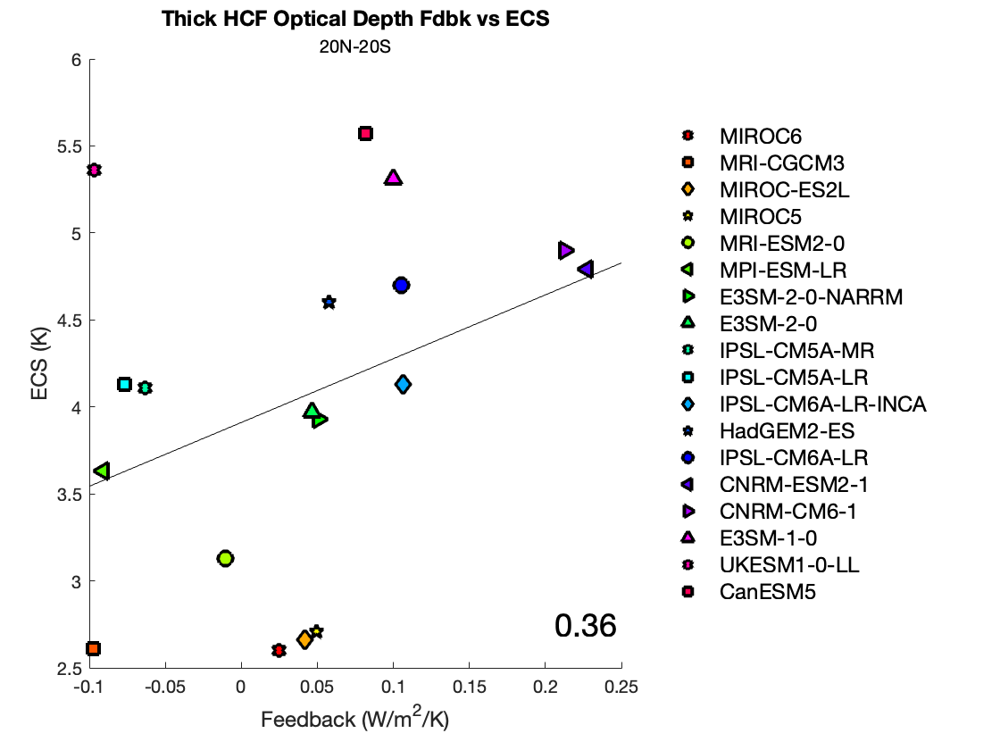 Thick HCF Optical Depth Fdbk vs ECS
20N-20S
6
5.5
5
4.5
4
3.5
3
2.5
ECS (K)
-0.1 -0.05 0 0.05 0.1 0.15 0.2 0.25
Feedback (W/m²/K)
0.36
MIROC6
MRI-CGCM3
MIROC-ES2L
MIROC5
MRI-ESM2-0
MPI-ESM-LR
E3SM-2-0-NARRM
E3SM-2-0
IPSL-CM5A-MR
IPSL-CM5A-LR
IPSL-CM6A-LR-INCA
HadGEM2-ES
IPSL-CM6A-LR
CNRM-ESM2-1
CNRM-CM6-1
E3SM-1-0
UKESM1-0-LL
CanESM5